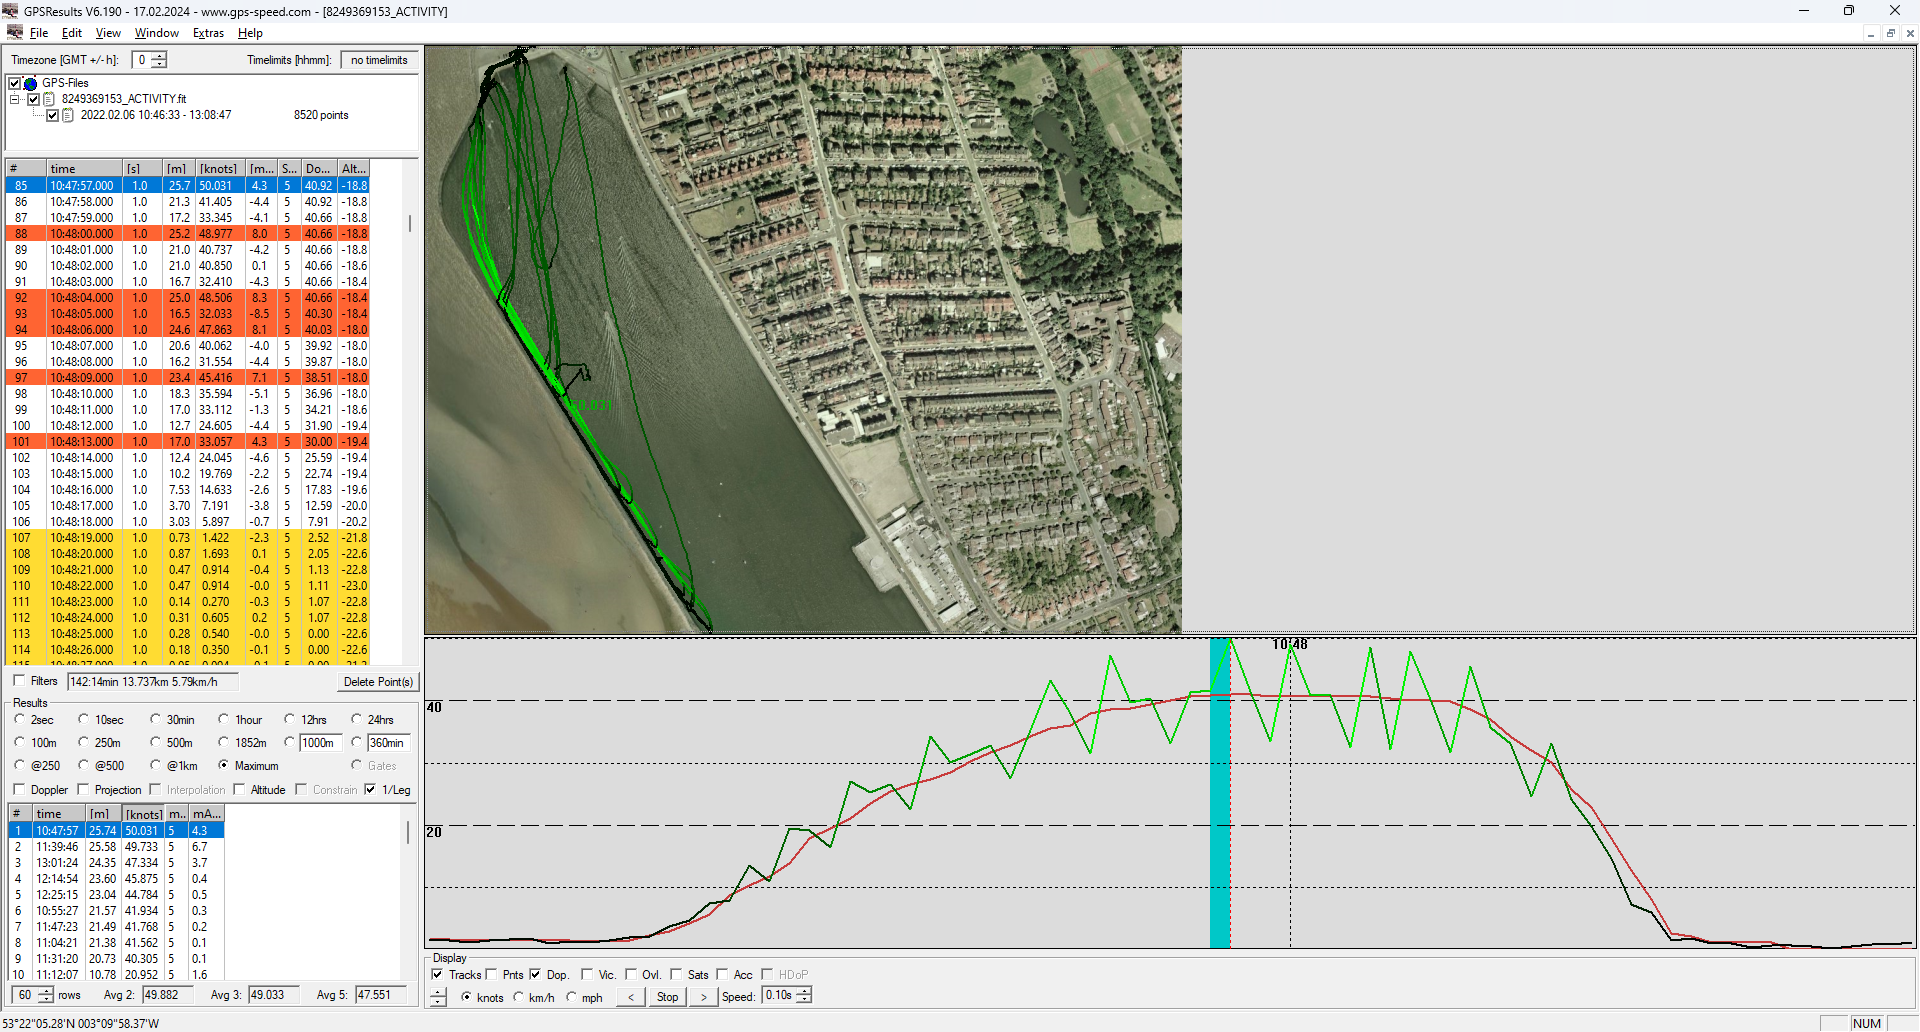 GPSResults V6.190 - 17.02.2024 - www.gps-speed.com - [8249369153_ACTIVITY]
File Edit View Window Extras Help
Timezone [GMT +/-h]: 0 Timelimits [hhmm]: no timelimits
GPS-Files
8249369153_ACTIVITY.fit
2022.02.06 10:46:33 - 13:08:47 8520 points
# time [s] [m] [knots] [m... S... Do... Alt...
85 10:47:57.000 1.0 25.7 50.031 4.3 5 40.92 -18.8
86 10:47:58.000 1.0 21.3 41.405 -4.4 5 40.92 -18.8
87 10:47:59.000 1.0 17.2 33.345 -4.1 5 40.66 -18.8
88 10:48:00.000 1.0 25.2 48.977 8.0 5 40.66 -18.8
89 10:48:01.000 1.0 21.0 40.737 -4.2 5 40.66 -18.8
90 10:48:02.000 1.0 21.0 40.850 0.1 5 40.66 -18.6
91 10:48:03.000 1.0 16.7 32.410 -4.3 5 40.66 -18.4
92 10:48:04.000 1.0 25.0 48.506 8.3 5 40.66 -18.4
93 10:48:05.000 1.0 16.5 32.033 -8.5 5 40.30 -18.4
94 10:48:06.000 1.0 24.6 47.863 8.1 5 40.03 -18.0
95 10:48:07.000 1.0 20.6 40.062 -4.0 5 39.92 -18.0
96 10:48:08.000 1.0 16.2 31.554 -4.4 5 39.87 -18.0
97 10:48:09.000 1.0 23.4 45.416 7.1 5 38.51 -18.0
98 10:48:10.000 1.0 18.3 35.594 -5.1 5 36.96 -18.0
99 10:48:11.000 1.0 17.0 33.112 -1.3 5 34.21 -18.6
100 10:48:12.000 1.0 12.7 24.605 -4.4 5 31.90 -19.4
101 10:48:13.000 1.0 17.0 33.057 4.3 5 30.00 -19.4
102 10:48:14.000 1.0 12.4 24.045 -4.6 5 25.59 -19.4
103 10:48:15.000 1.0 10.2 19.769 -2.2 5 22.74 -19.4
104 10:48:16.000 1.0 7.53 14.633 -2.6 5 17.83 -19.6
105 10:48:17.000 1.0 3.70 7.191 -3.8 5 12.59 -20.0
106 10:48:18.000 1.0 3.03 5.897 -0.7 5 7.91 -20.2
107 10:48:19.000 1.0 0.73 1.422 -2.3 5 2.52 -21.8
108 10:48:20.000 1.0 0.87 1.693 0.1 5 2.05 -22.6
109 10:48:21.000 1.0 0.47 0.914 -0.4 5 1.13 -22.8
110 10:48:22.000 1.0 0.47 0.914 -0.0 5 1.11 -23.0
111 10:48:23.000 1.0 0.14 0.270 -0.3 5 1.07 -22.8
112 10:48:24.000 1.0 0.31 0.605 0.2 5 1.07 -22.8
113 10:48:25.000 1.0 0.28 0.540 -0.0 5 0.00 -22.6
114 10:48:26.000 1.0 0.18 0.350 -0.1 5 0.00 -22.6
Filters 142:14min 13.737km 5.79km/h Delete Point(s)
Results
2sec 10sec 30min 1hour 12hrs 24hrs
100m 250m 500m 1852m 1000m 360min
@250 @500 @1km Maximum Gates
Doppler Projection Interpolation Altitude Constrain 1/Leg
# time [m] [knots] m.. mA...
1 10:47:57 25.74 50.031 5 4.3
2 11:39:46 25.58 49.733 5 6.7
3 13:01:24 24.35 47.334 5 3.7
4 12:14:54 23.60 45.875 5 0.4
5 12:25:15 23.04 44.784 5 0.5
6 10:55:27 21.57 41.934 5 0.3
7 11:47:23 21.49 41.768 5 0.2
8 11:04:21 21.38 41.562 5 0.1
9 11:31:20 20.73 40.305 5 0.1
10 11:12:07 10.78 20.952 5 1.6
60 rows Avg 2: 49.882 Avg 3: 49.033 Avg 5: 47.551
50.031
10:48
40
20
Display
Tracks Pnts Dop. Vic. Ovl. Sats Acc HDoP
knots km/h mph < Stop > Speed: 0.10s
53°22"05.28'N 003°09"58.37'W
NUM